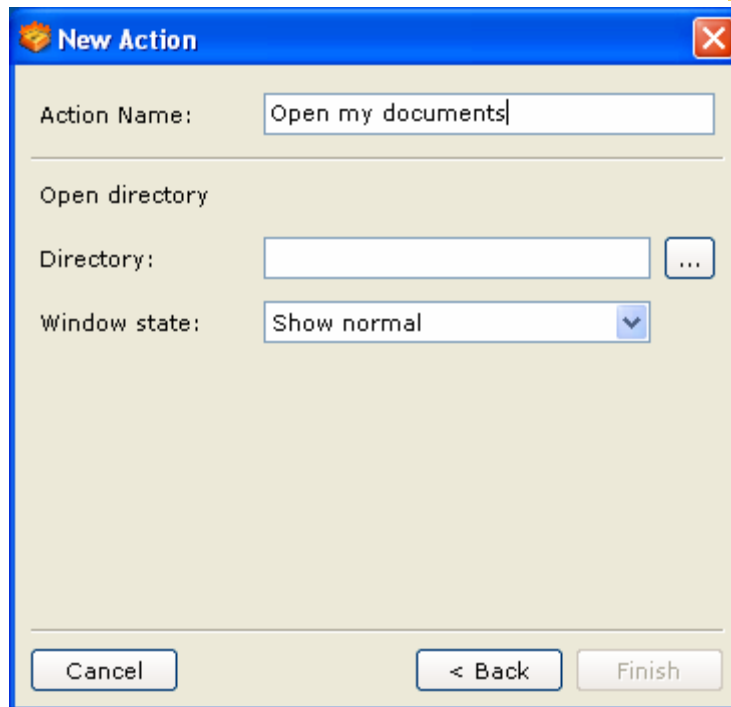 New Action
Action Name: Open my documents
Open directory
Directory: ...
Window state: Show normal
Cancel < Back Finish